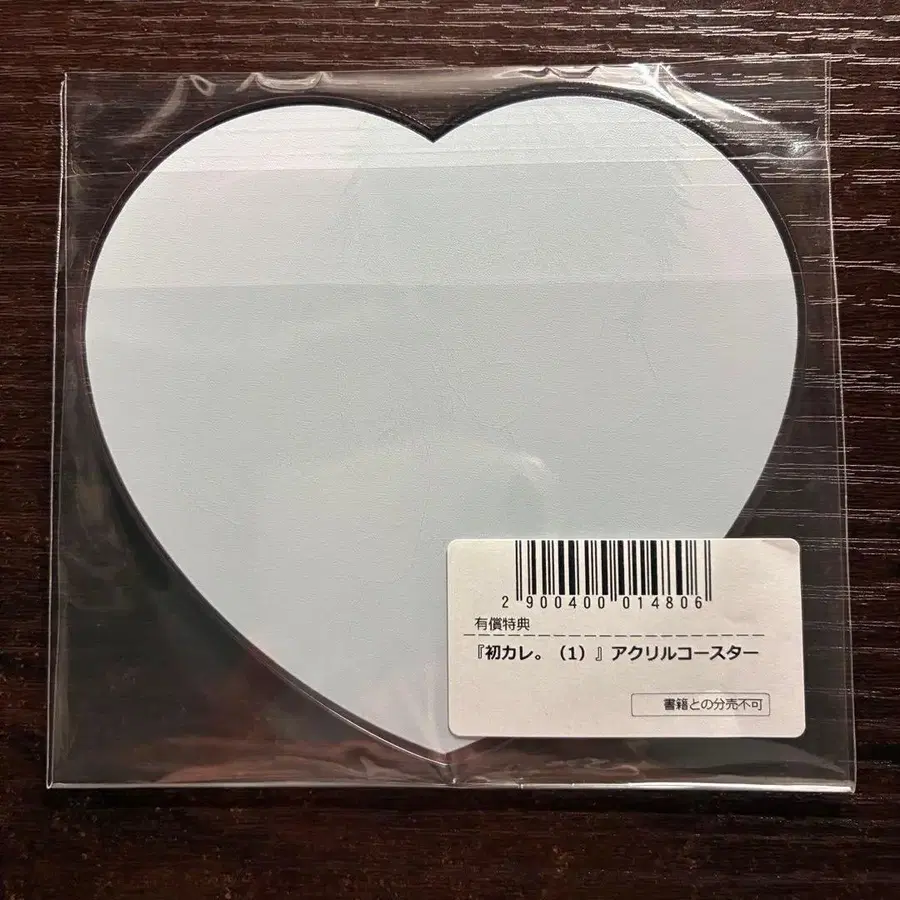 2 900400 014806
有償特典
『初カレ。（1）』アクリルコースター
書籍との分売不可